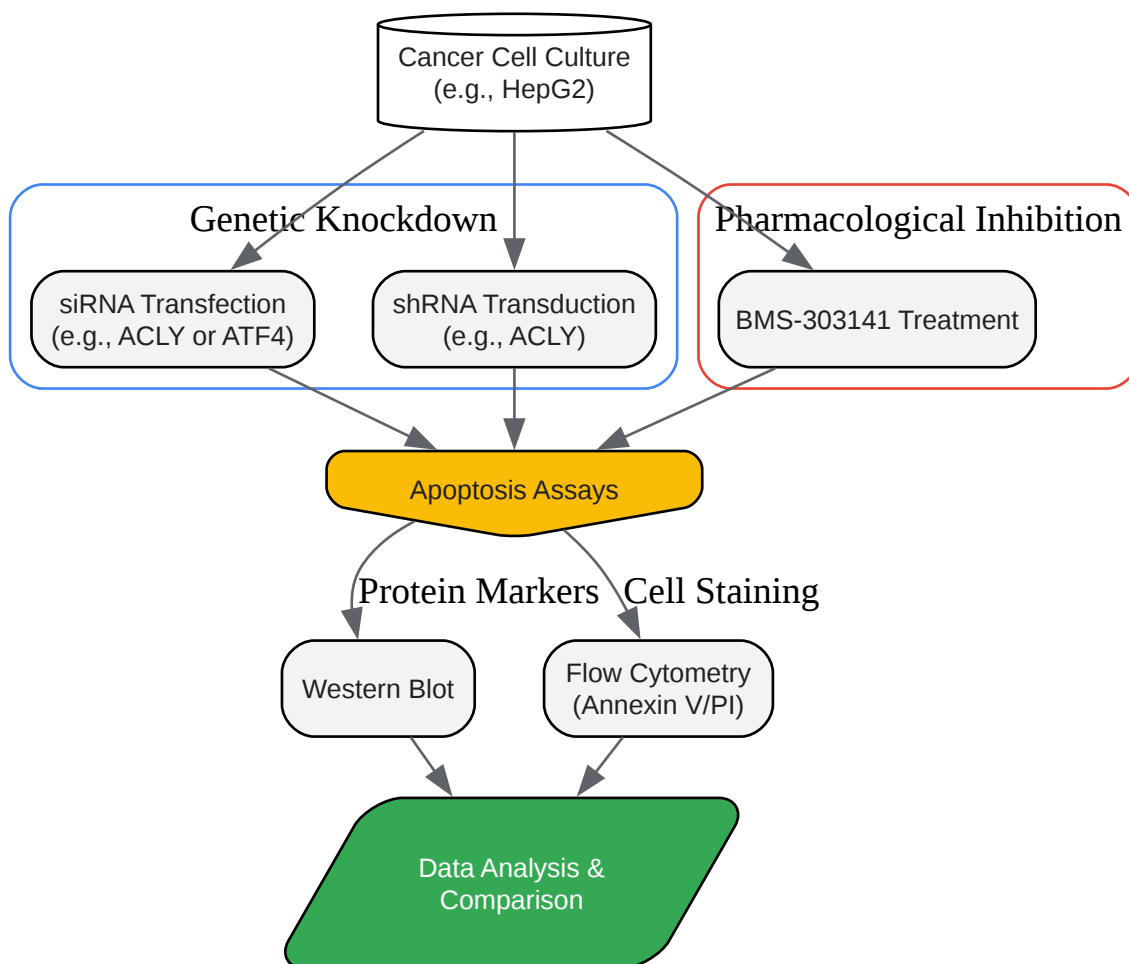 Cancer Cell Culture
(e.g., HepG2)
Genetic Knockdown
Pharmacological Inhibition
siRNA Transfection
(e.g., ACLY or ATF4)
shRNA Transduction
(e.g., ACLY)
BMS-303141 Treatment
Apoptosis Assays
Protein Markers
Cell Staining
Western Blot
Flow Cytometry
(Annexin V/PI)
Data Analysis &
Comparison